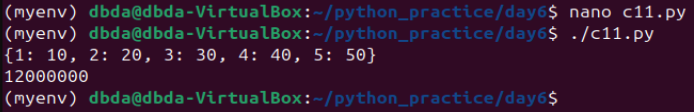 (myenv) dbda@dbda-VirtualBox:~/python_practice/day6$ nano c11.py
(myenv) dbda@dbda-VirtualBox:~/python_practice/day6$ ./c11.py
{1: 10, 2: 20, 3: 30, 4: 40, 5: 50}
12000000
(myenv) dbda@dbda-VirtualBox:~/python_practice/day6$